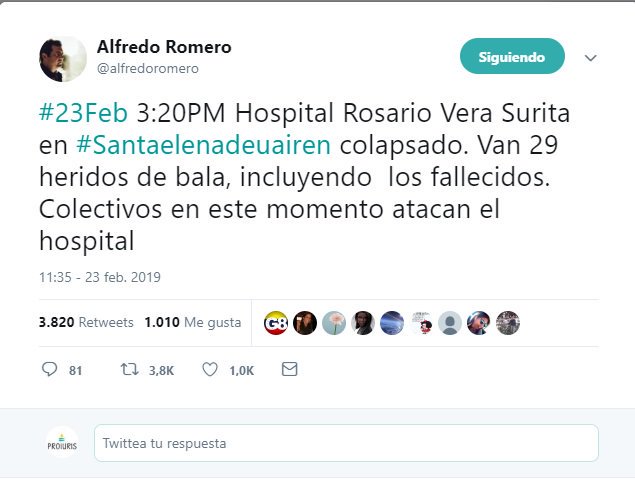 Alfredo Romero
@alfredoromero
Siguiendo
#23Feb 3:20PM Hospital Rosario Vera Surita
en #Santaelenadeuairen colapsado. Van 29
heridos de bala, incluyendo los fallecidos.
Colectivos en este momento atacan el
hospital
11:35 - 23 feb. 2019
3.820 Retweets 1.010 Me gusta
G8
81 3,8K 1,0K
PROIURIS
Twittea tu respuesta